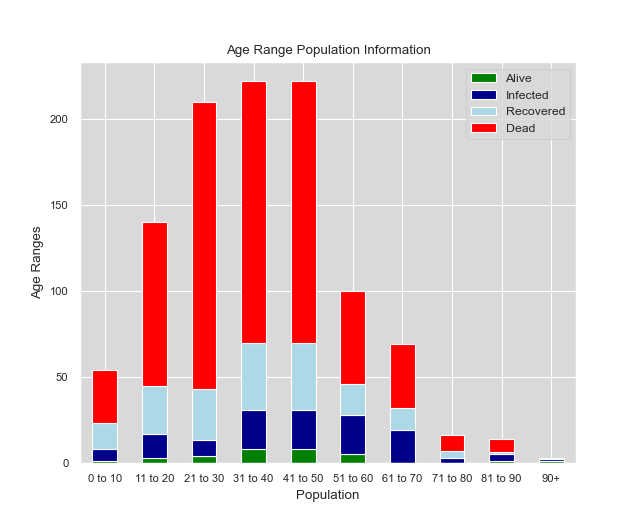 Age Range Population Information
Alive
Infected
Recovered
Dead
200
150
100
50
0
Age Ranges
0 to 10 11 to 20 21 to 30 31 to 40 41 to 50 51 to 60 61 to 70 71 to 80 81 to 90 90+
Population